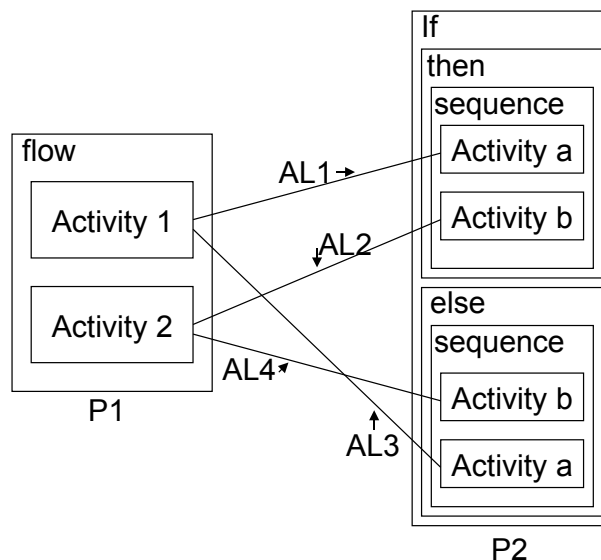 flow
Activity 1
Activity 2
P1
AL1
AL2
AL4
AL3
If
then
sequence
Activity a
Activity b
else
sequence
Activity b
Activity a
P2